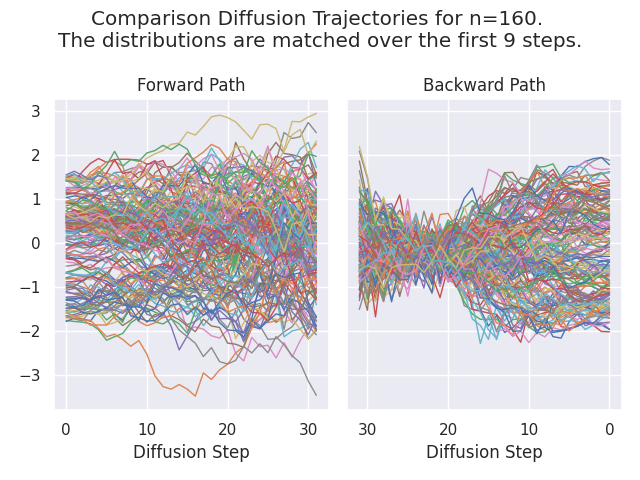 Comparison Diffusion Trajectories for n=160.
The distributions are matched over the first 9 steps.
Forward Path
Backward Path
3
2
1
0
−1
−2
−3
0
10
20
30
30
20
10
0
Diffusion Step
Diffusion Step